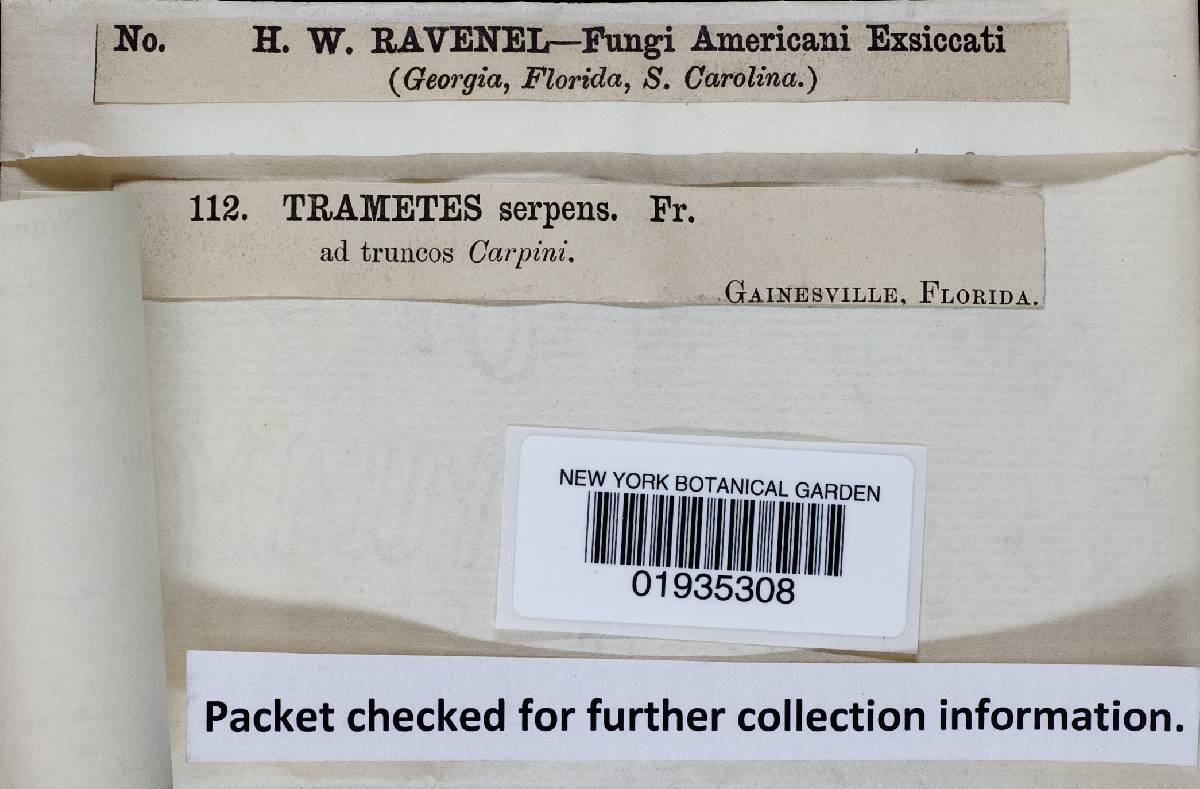 No. H. W. RAVENEL—Fungi Americani Exsiccati
(Georgia, Florida, S. Carolina.)
112. TRAMETES serpens. Fr.
ad truncos Carpini.
GAINESVILLE, FLORIDA.
NEW YORK BOTANICAL GARDEN
01935308
Packet checked for further collection information.